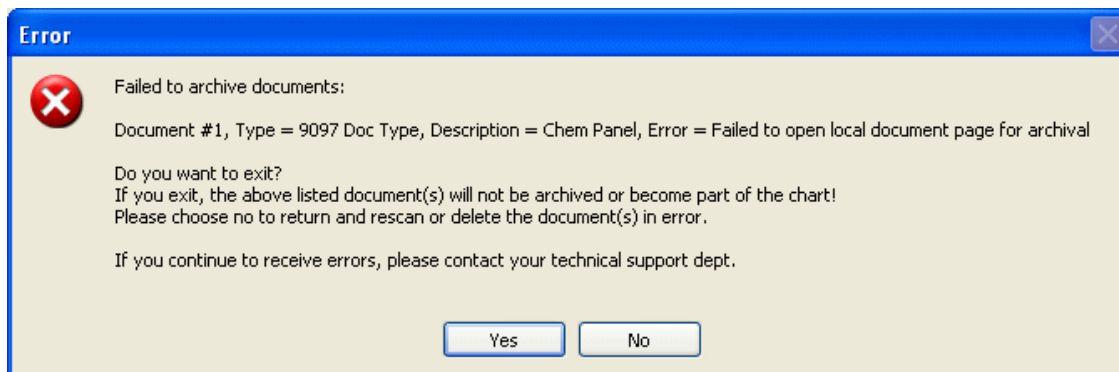 Error
Failed to archive documents:
Document #1, Type = 9097 Doc Type, Description = Chem Panel, Error = Failed to open local document page for archival
Do you want to exit?
If you exit, the above listed document(s) will not be archived or become part of the chart!
Please choose no to return and rescan or delete the document(s) in error.
If you continue to receive errors, please contact your technical support dept.
Yes
No